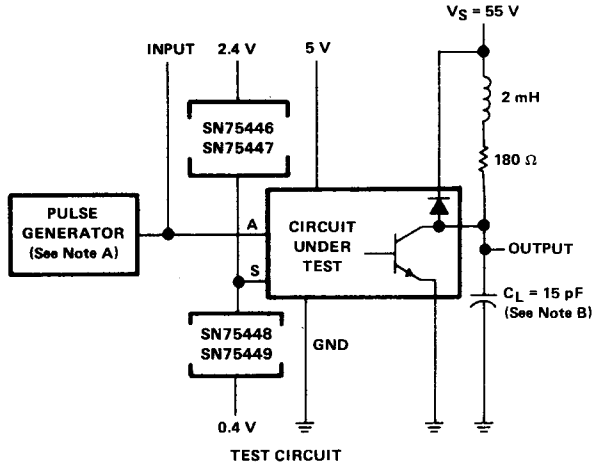 V_S = 55 V
INPUT
2.4 V
5 V
2 mH
SN75446
SN75447
180 Ω
PULSE
GENERATOR
(See Note A)
A
CIRCUIT
UNDER
TEST
OUTPUT
S
C_L = 15 pF
(See Note B)
SN75448
SN75449
GND
0.4 V
TEST CIRCUIT